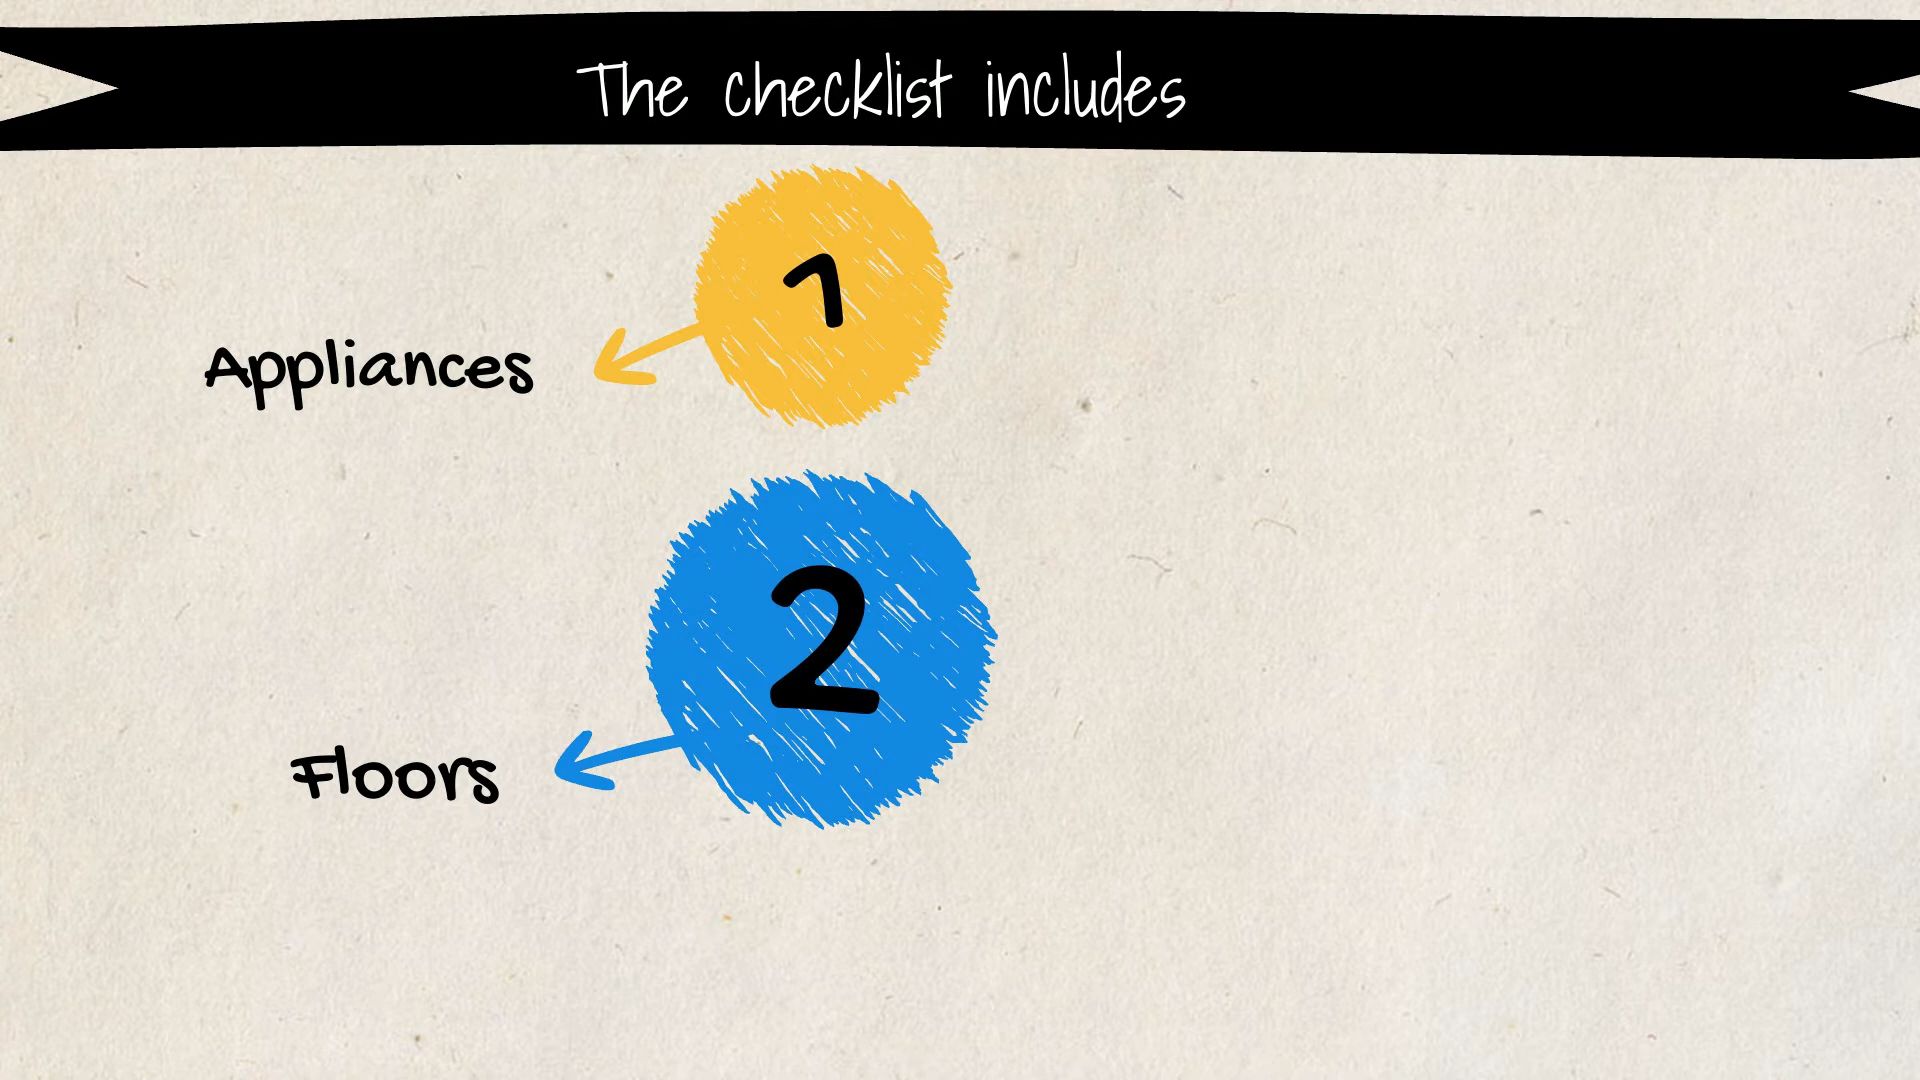 The checklist includes
1
Appliances
2
Floors